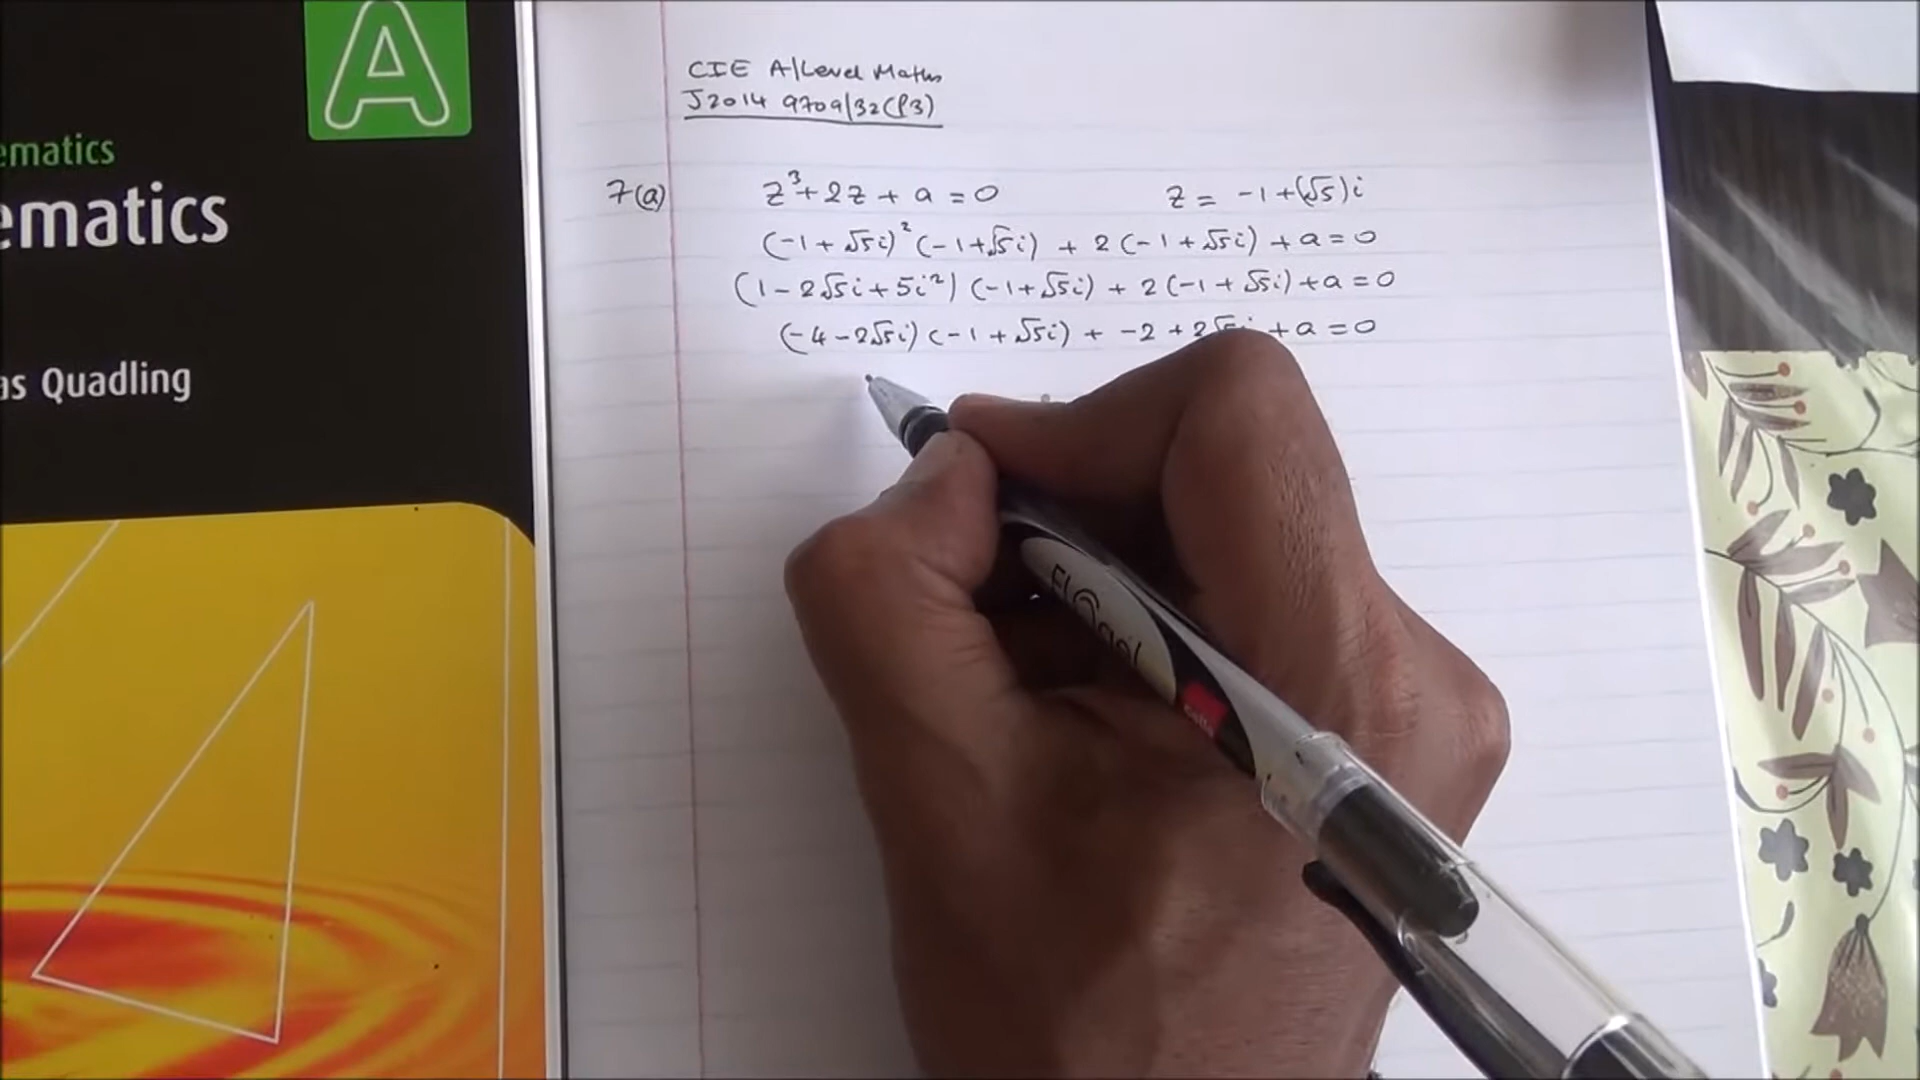 A
ematics
ematics
as Quadling
CIE A/Level Maths
J2014 9709/32(P3)
7(a) z³ + 2z + a = 0 z = -1 + (√5)i
(-1 + √5i)² (-1 + √5i) + 2(-1 + √5i) + a = 0
(1 - 2√5i + 5i²) (-1 + √5i) + 2(-1 + √5i) + a = 0
(-4 - 2√5i) (-1 + √5i) + -2 + 2√5i + a = 0